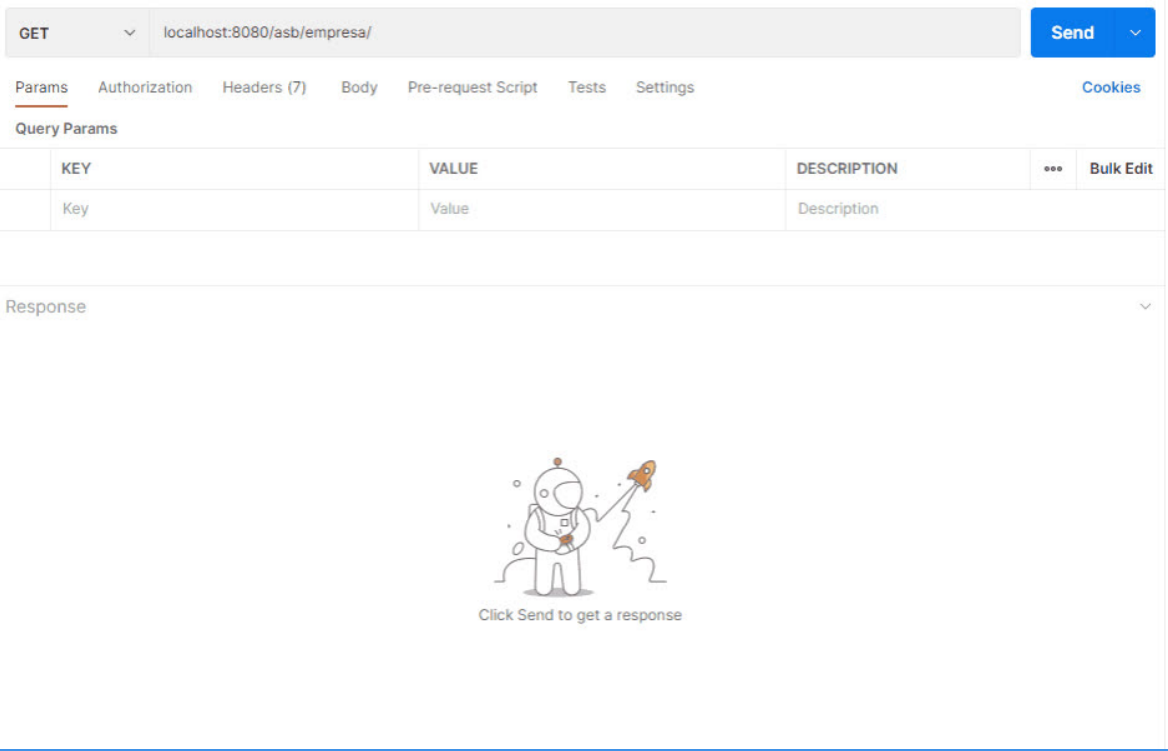 GET localhost:8080/asb/empresa/ Send
Params Authorization Headers (7) Body Pre-request Script Tests Settings Cookies
Query Params
KEY VALUE DESCRIPTION ooo Bulk Edit
Key Value Description
Response
Click Send to get a response